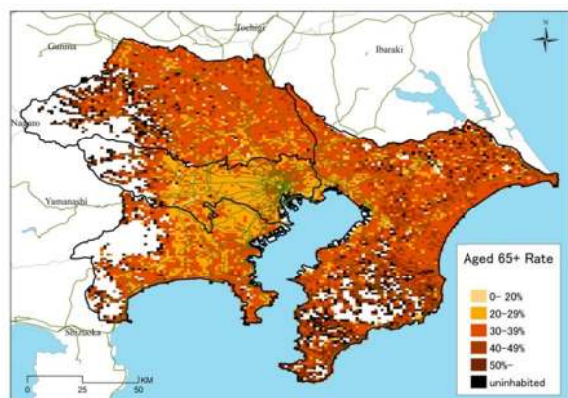 Tochigi
Gunma
Ibaraki
N
Nagano
Yamanashi
Shizuoka
Aged 65+ Rate
0- 20%
20-29%
30-39%
40-49%
50%-
uninhabited
KM
0
25
50